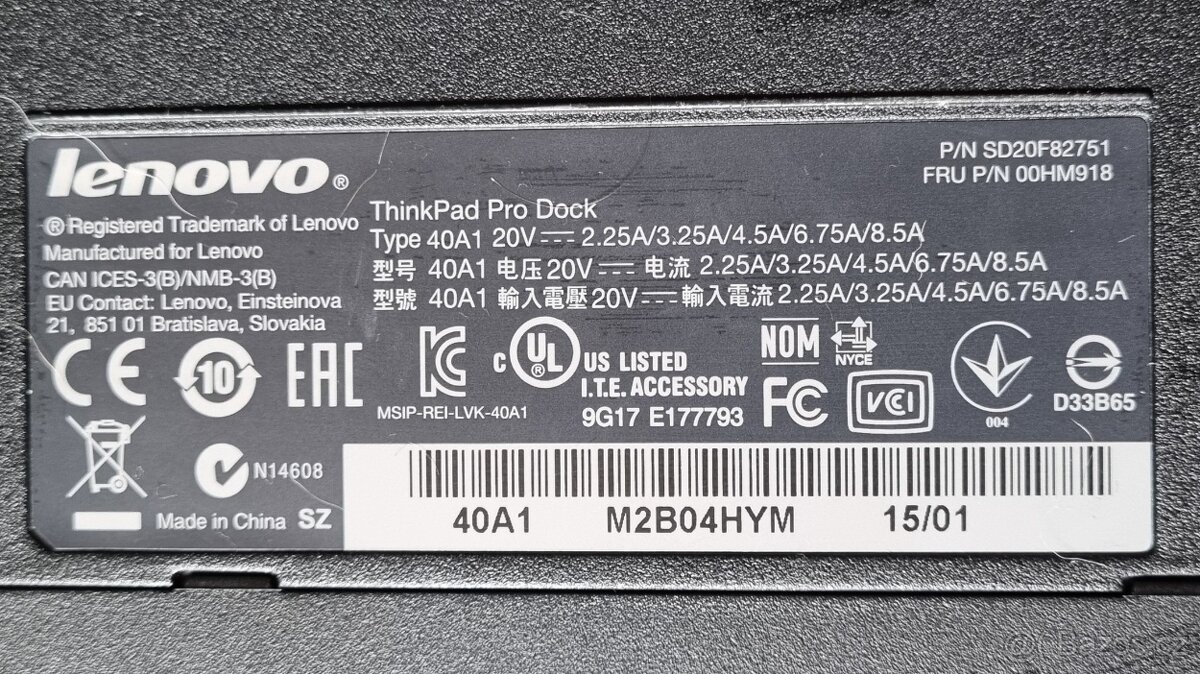 lenovo®
® Registered Trademark of Lenovo
Manufactured for Lenovo
CAN ICES-3(B)/NMB-3(B)
EU Contact: Lenovo, Einsteinova
21, 851 01 Bratislava, Slovakia
P/N SD20F82751
FRU P/N 00HM918
ThinkPad Pro Dock
Type 40A1 20V 2.25A/3.25A/4.5A/6.75A/8.5A
型号 40A1 电压20V 电流 2.25A/3.25A/4.5A/6.75A/8.5A
型號 40A1 輸入電壓20V 輸入電流2.25A/3.25A/4.5A/6.75A/8.5A
CE
10
EAC
MSIP-REI-LVK-40A1
C UL® US LISTED
I.T.E. ACCESSORY
9G17 E177793
NOM
NYCE
FC
VCI
004
D33B65
N14608
Made in China SZ
40A1 M2B04HYM 15/01